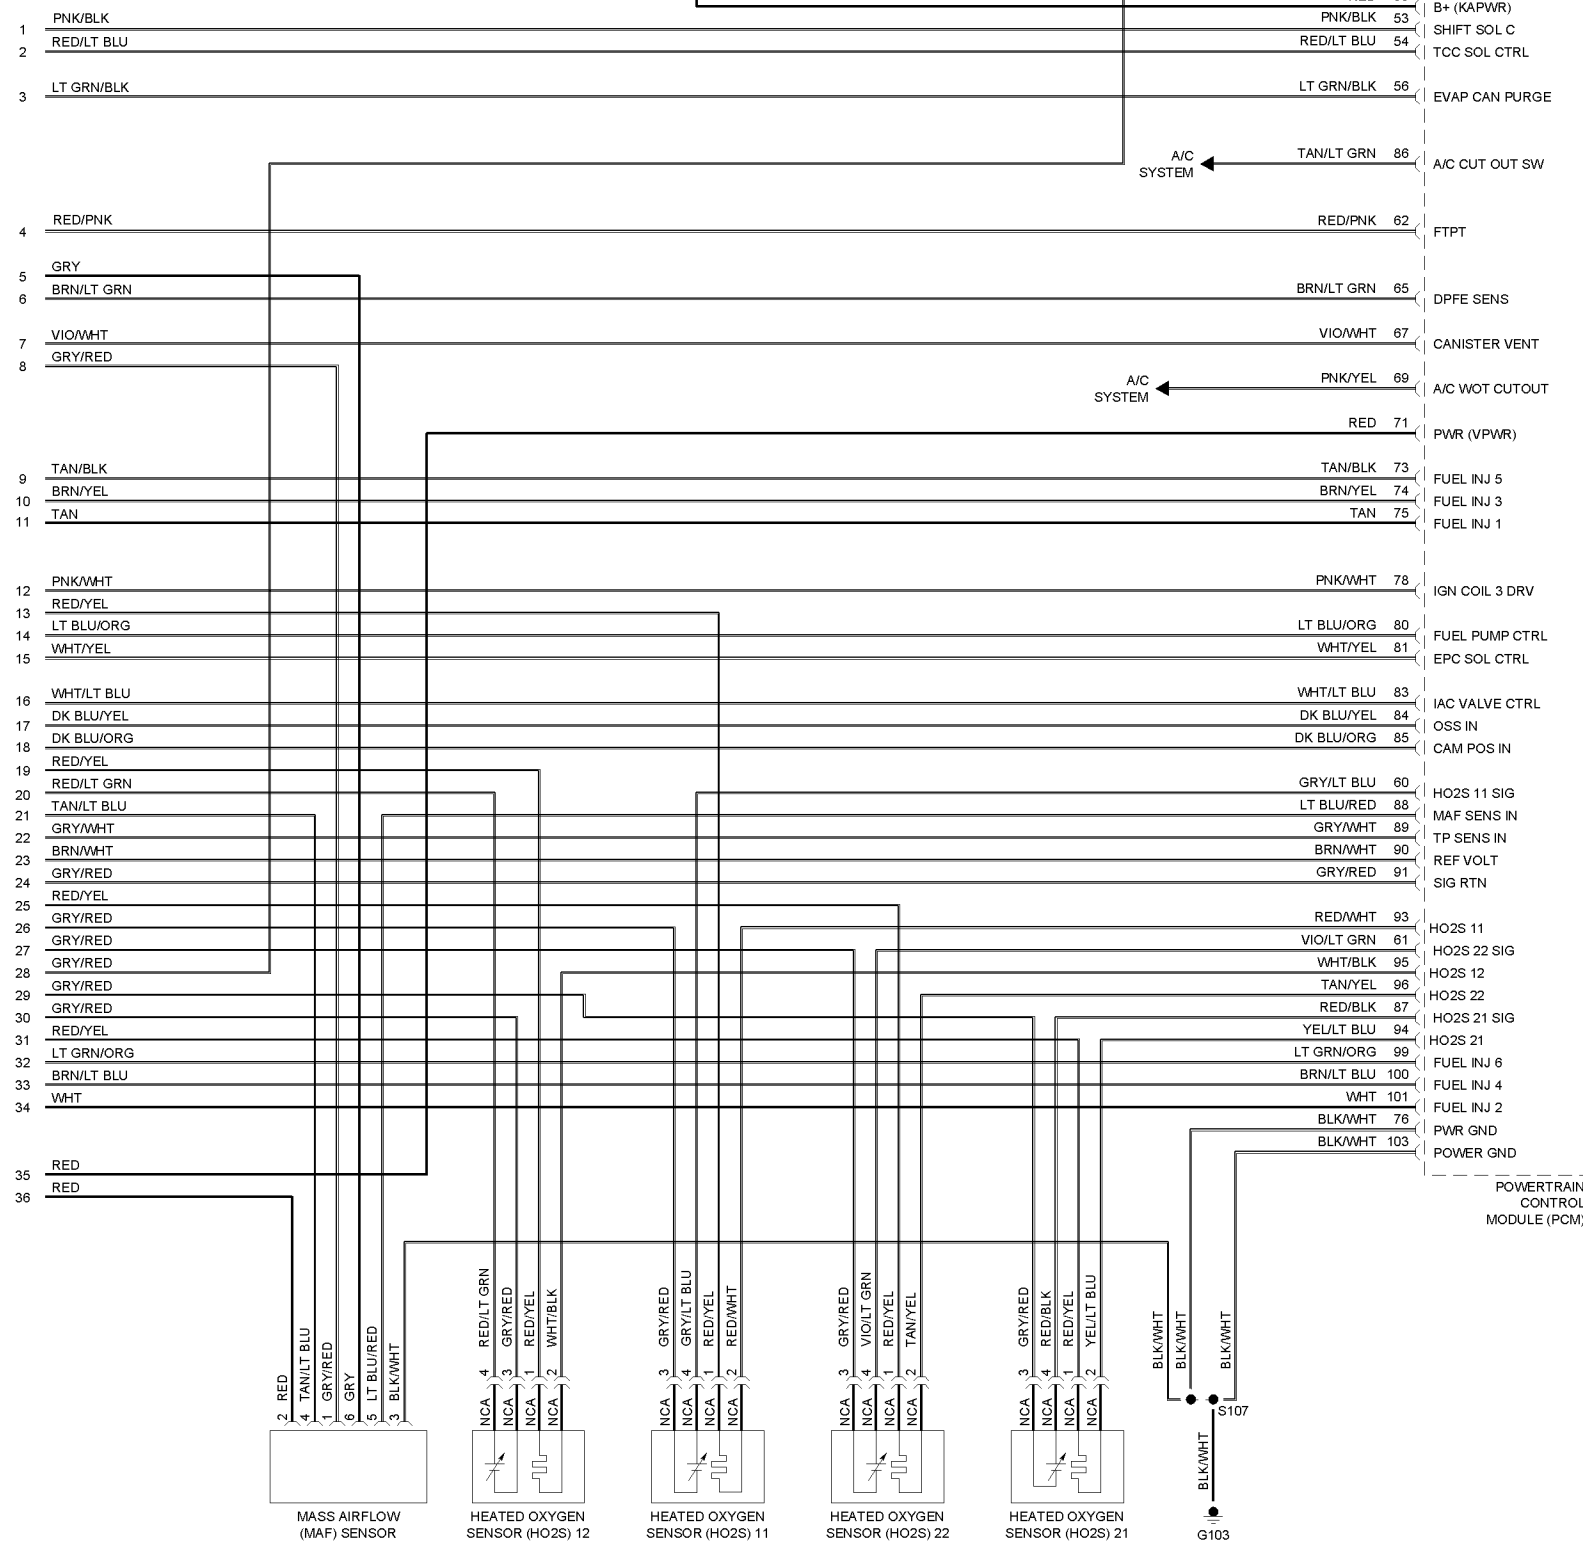 B+ (KAPWR)
1 PNK/BLK PNK/BLK 53 SHIFT SOL C
2 RED/LT BLU RED/LT BLU 54 TCC SOL CTRL
3 LT GRN/BLK LT GRN/BLK 56 EVAP CAN PURGE
A/C SYSTEM TAN/LT GRN 86 A/C CUT OUT SW
4 RED/PNK RED/PNK 62 FTPT
5 GRY
6 BRN/LT GRN BRN/LT GRN 65 DPFE SENS
7 VIO/WHT VIO/WHT 67 CANISTER VENT
8 GRY/RED
A/C SYSTEM PNK/YEL 69 A/C WOT CUTOUT
RED 71 PWR (VPWR)
9 TAN/BLK TAN/BLK 73 FUEL INJ 5
10 BRN/YEL BRN/YEL 74 FUEL INJ 3
11 TAN TAN 75 FUEL INJ 1
12 PNK/WHT PNK/WHT 78 IGN COIL 3 DRV
13 RED/YEL
14 LT BLU/ORG LT BLU/ORG 80 FUEL PUMP CTRL
15 WHT/YEL WHT/YEL 81 EPC SOL CTRL
16 WHT/LT BLU WHT/LT BLU 83 IAC VALVE CTRL
17 DK BLU/YEL DK BLU/YEL 84 OSS IN
18 DK BLU/ORG DK BLU/ORG 85 CAM POS IN
19 RED/YEL
20 RED/LT GRN GRY/LT BLU 60 HO2S 11 SIG
21 TAN/LT BLU LT BLU/RED 88 MAF SENS IN
22 GRY/WHT GRY/WHT 89 TP SENS IN
23 BRN/WHT BRN/WHT 90 REF VOLT
24 GRY/RED GRY/RED 91 SIG RTN
25 RED/YEL
26 GRY/RED RED/WHT 93 HO2S 11
27 GRY/RED VIO/LT GRN 61 HO2S 22 SIG
28 GRY/RED WHT/BLK 95 HO2S 12
29 GRY/RED TAN/YEL 96 HO2S 22
30 GRY/RED RED/BLK 87 HO2S 21 SIG
31 RED/YEL YEL/LT BLU 94 HO2S 21
32 LT GRN/ORG LT GRN/ORG 99 FUEL INJ 6
33 BRN/LT BLU BRN/LT BLU 100 FUEL INJ 4
34 WHT WHT 101 FUEL INJ 2
BLK/WHT 76 PWR GND
BLK/WHT 103 POWER GND
35 RED
36 RED
POWERTRAIN
CONTROL
MODULE (PCM)
2 RED
4 TAN/LT BLU
1 GRY/RED
6 GRY
5 LT BLU/RED
3 BLK/WHT
NCA 4 RED/LT GRN
NCA 3 GRY/RED
NCA 1 RED/YEL
NCA 2 WHT/BLK
NCA 3 GRY/RED
NCA 4 GRY/LT BLU
NCA 1 RED/YEL
NCA 2 RED/WHT
NCA 3 GRY/RED
NCA 4 VIO/LT GRN
NCA 1 RED/YEL
NCA 2 TAN/YEL
NCA 3 GRY/RED
NCA 4 RED/BLK
NCA 1 RED/YEL
NCA 2 YEL/LT BLU
BLK/WHT
BLK/WHT
BLK/WHT
S107
BLK/WHT
G103
MASS AIRFLOW
(MAF) SENSOR
HEATED OXYGEN
SENSOR (HO2S) 12
HEATED OXYGEN
SENSOR (HO2S) 11
HEATED OXYGEN
SENSOR (HO2S) 22
HEATED OXYGEN
SENSOR (HO2S) 21